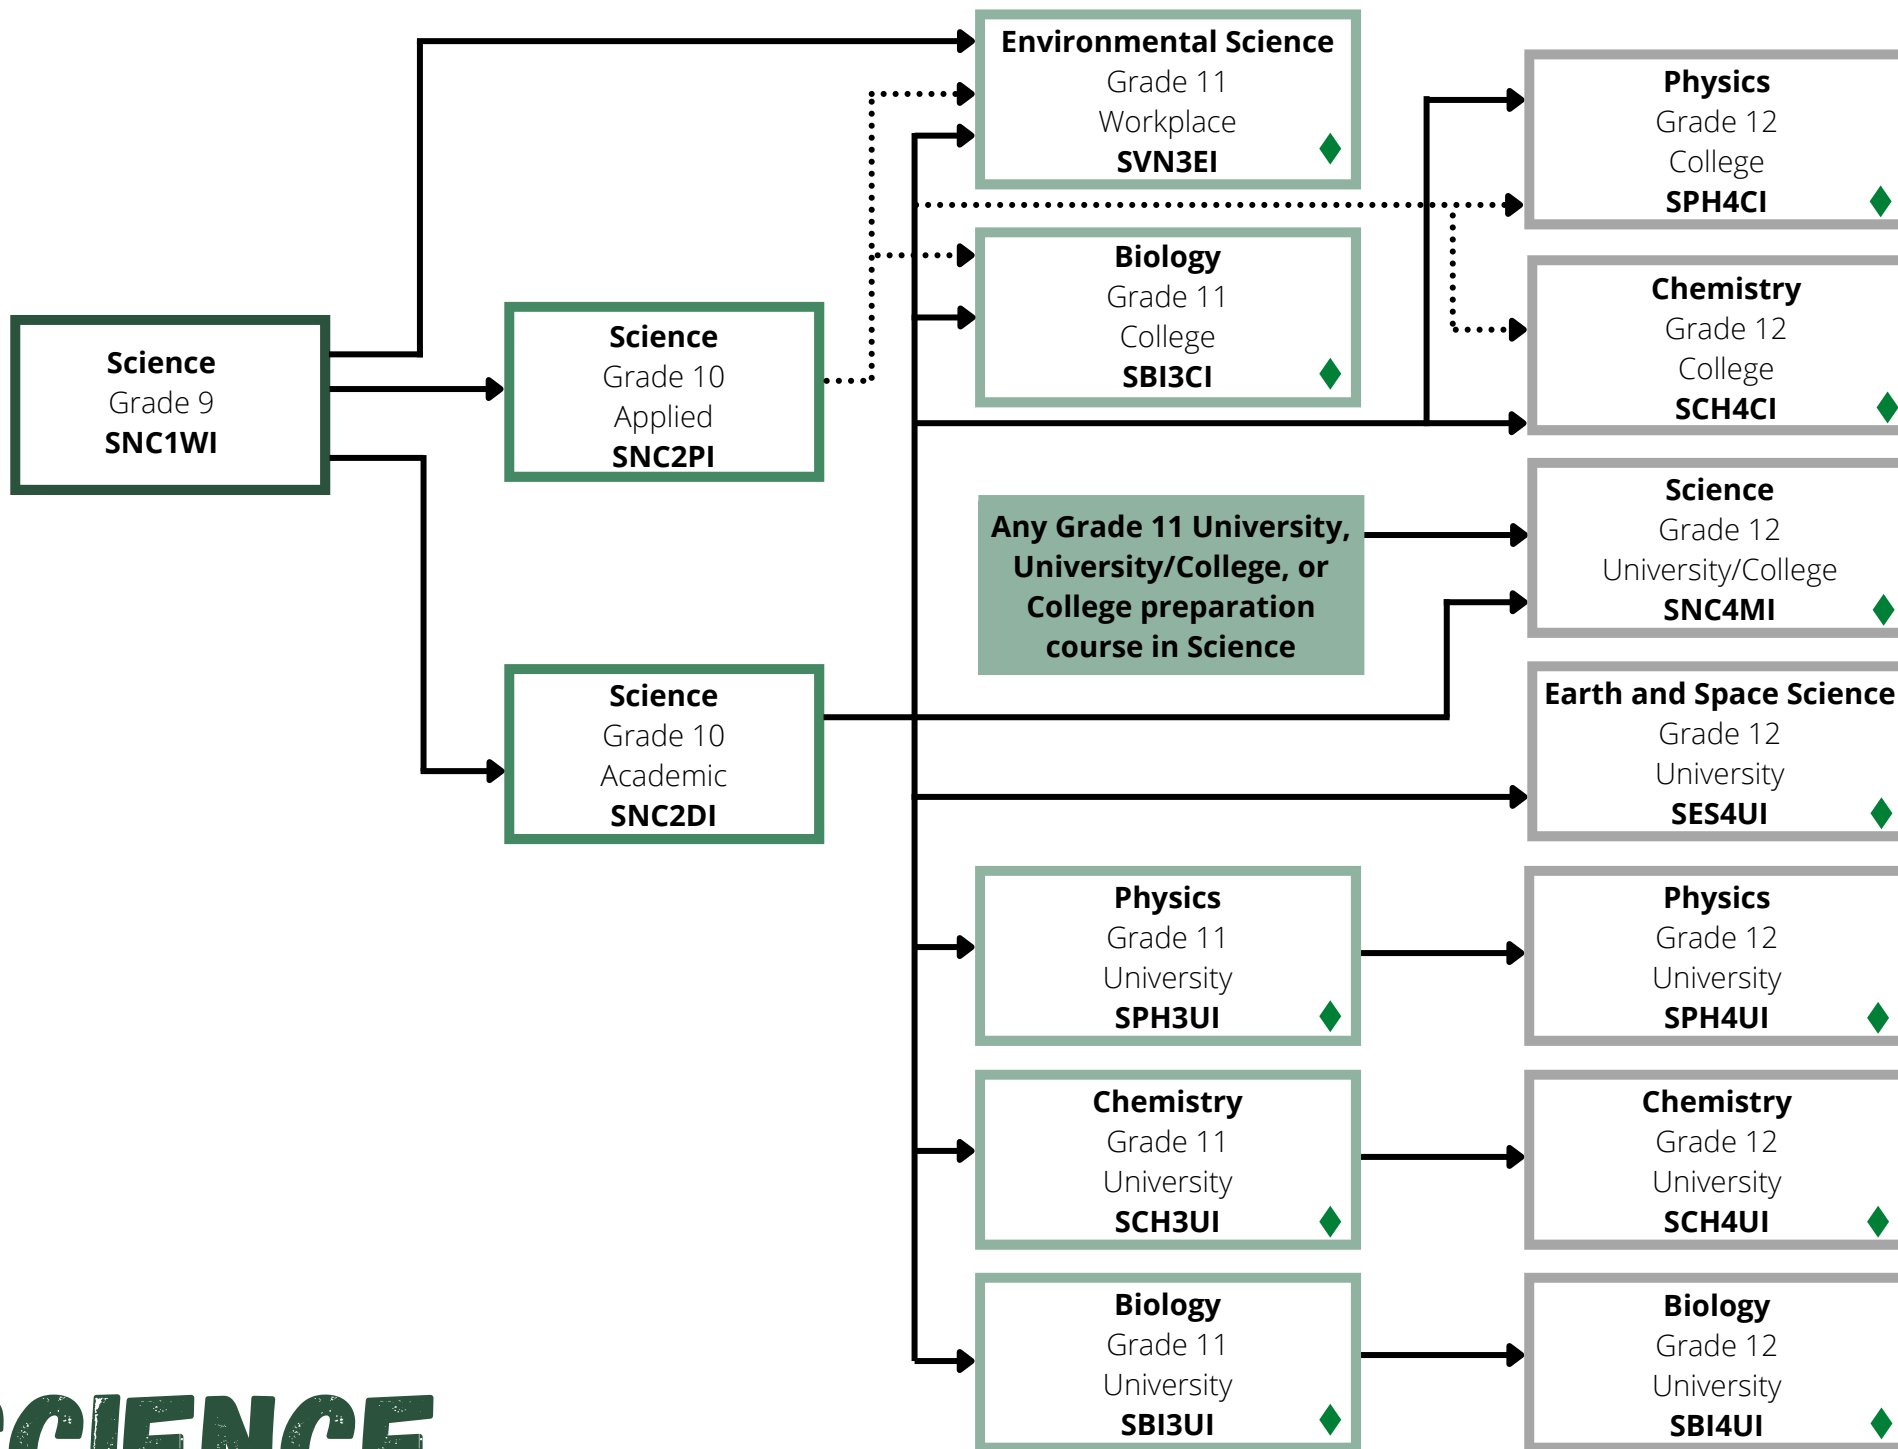 Environmental Science
Grade 11
Workplace
SVN3EI
Physics
Grade 12
College
SPH4CI
Biology
Grade 11
College
SBI3CI
Chemistry
Grade 12
College
SCH4CI
Science
Grade 9
SNC1WI
Science
Grade 10
Applied
SNC2PI
Any Grade 11 University,
University/College, or
College preparation
course in Science
Science
Grade 12
University/College
SNC4MI
Science
Grade 10
Academic
SNC2DI
Earth and Space Science
Grade 12
University
SES4UI
Physics
Grade 11
University
SPH3UI
Physics
Grade 12
University
SPH4UI
Chemistry
Grade 11
University
SCH3UI
Chemistry
Grade 12
University
SCH4UI
Biology
Grade 11
University
SBI3UI
Biology
Grade 12
University
SBI4UI
SCIENCE